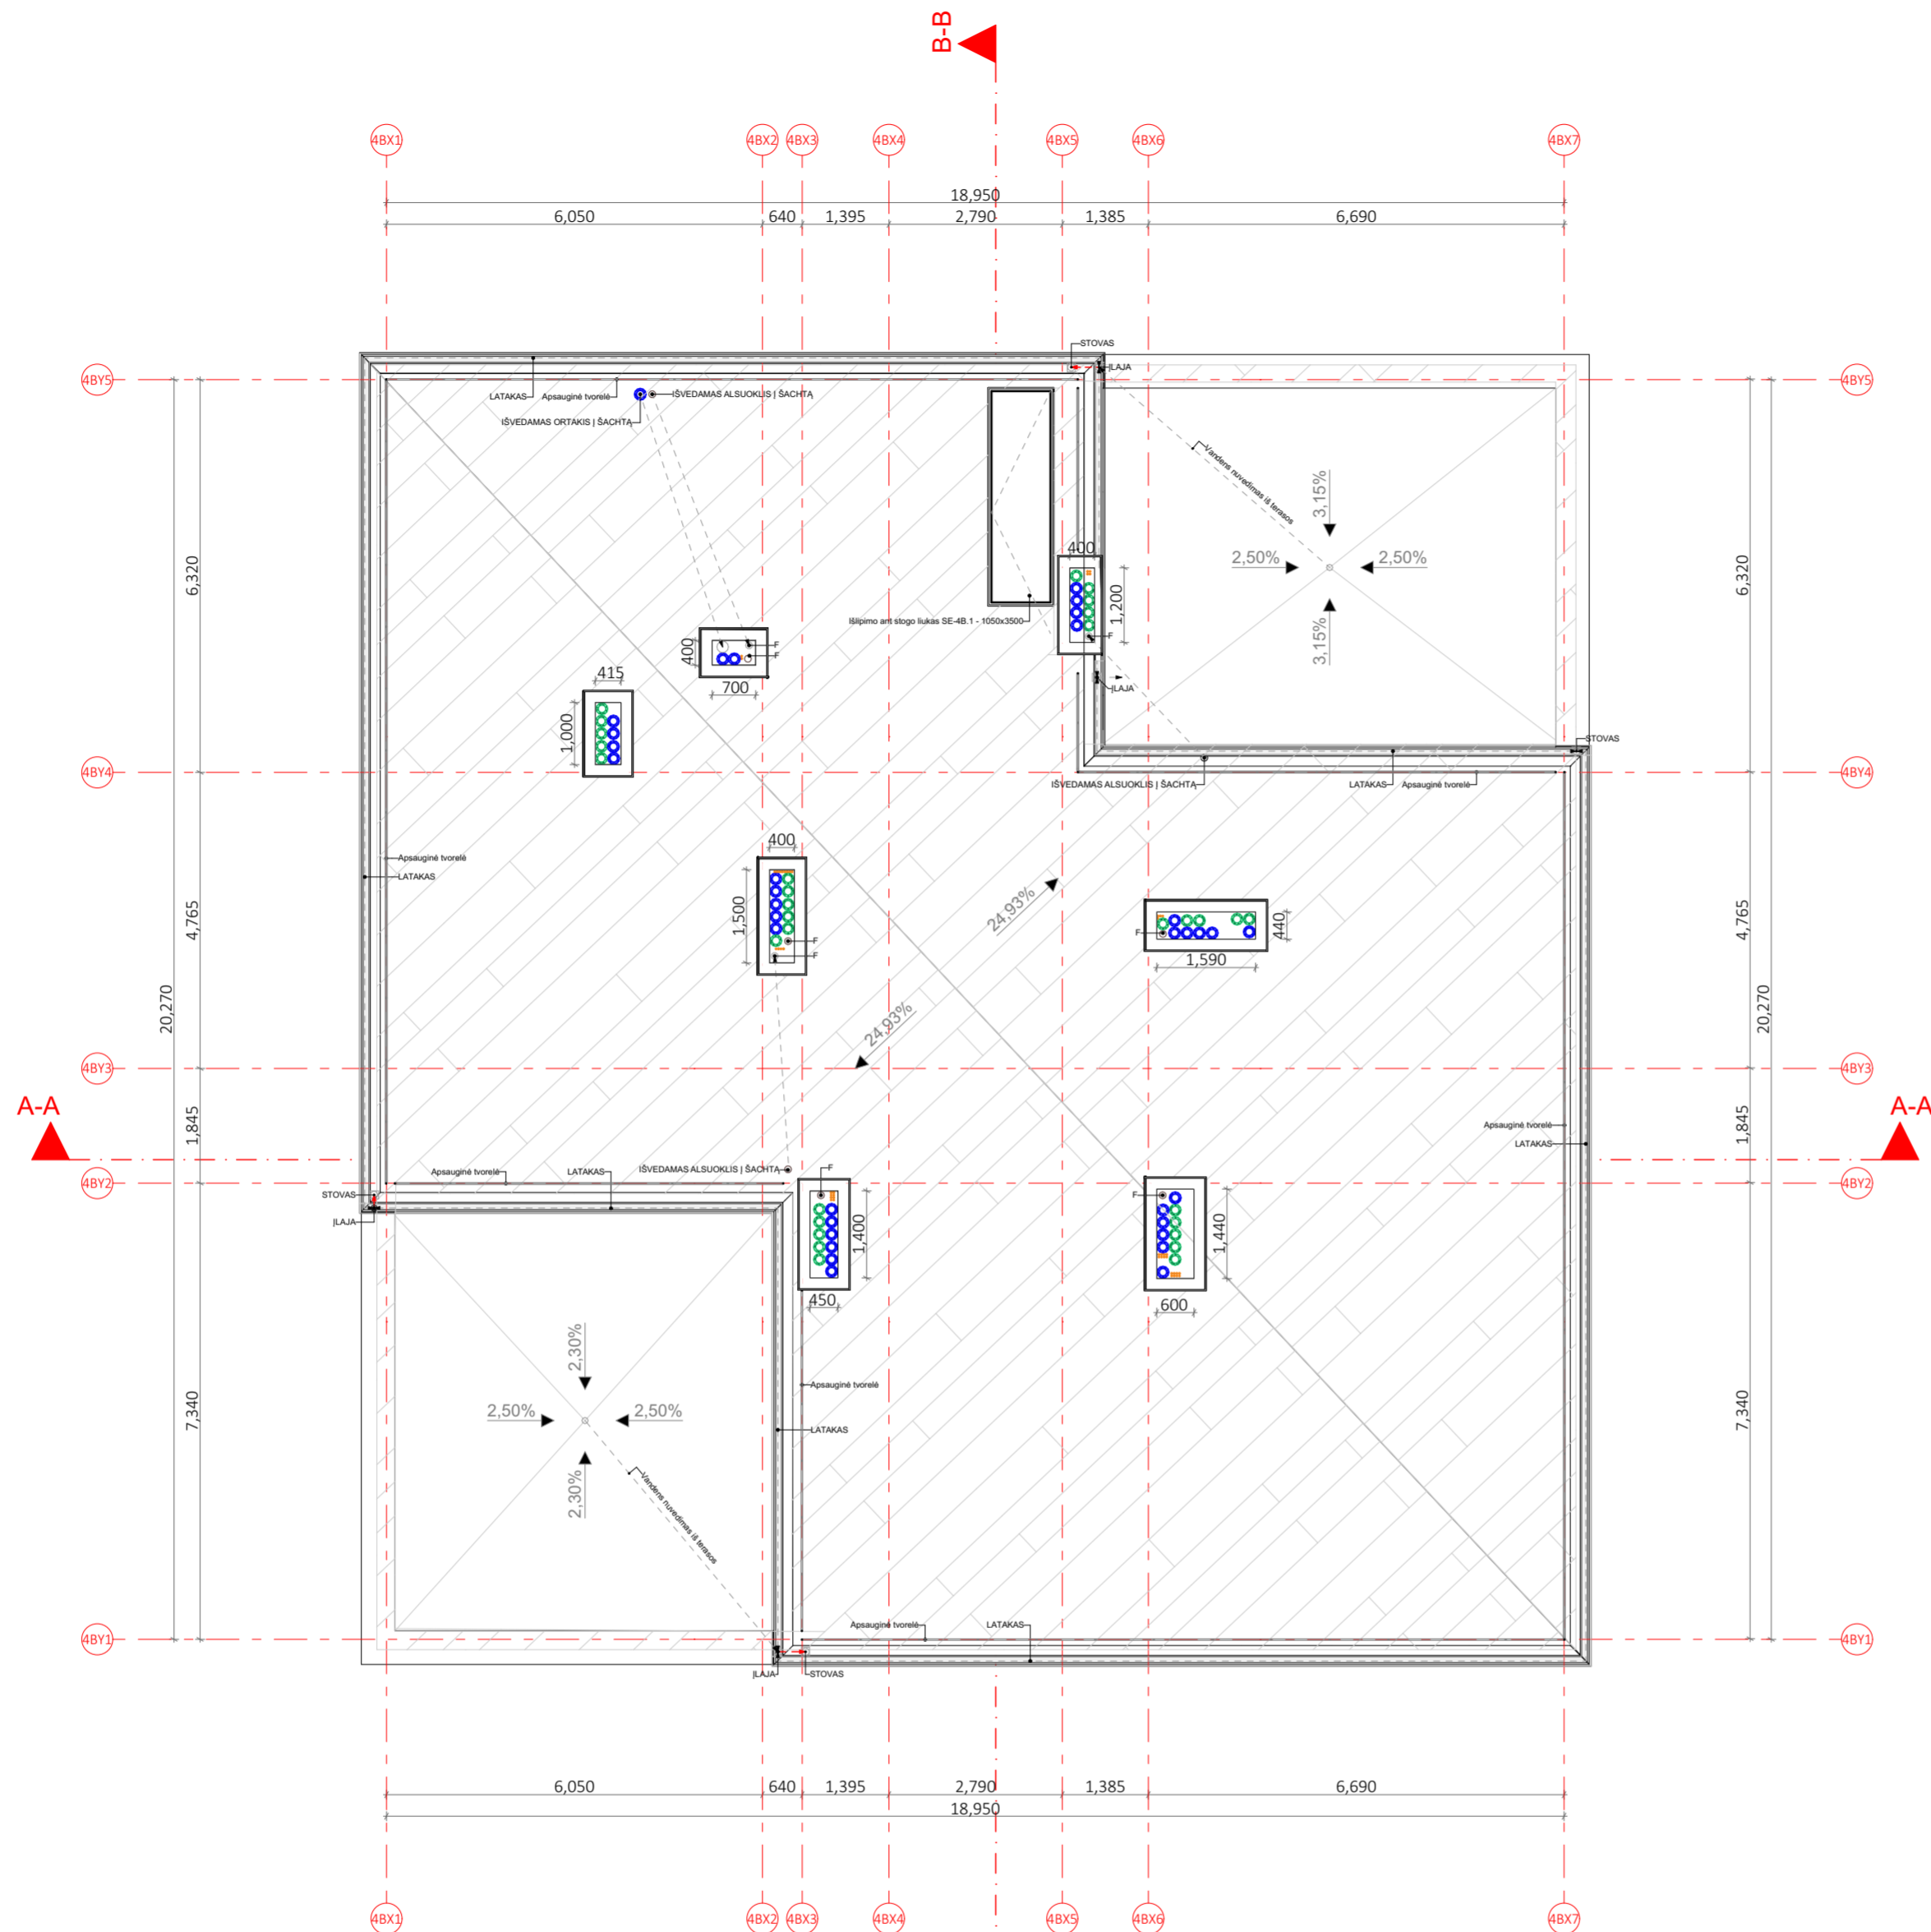 B-B
4BX1 4BX2 4BX3 4BX4 4BX5 4BX6 4BX7
18,950
6,050 640 1,395 2,790 1,385 6,690
STOVAS
ĮLAJA
4BY5 4BY5
LATAKAS Apsauginė tvorelė IŠVEDAMAS ALSUOKLIS Į ŠACHTĄ
IŠVEDAMAS ORTAKIS Į ŠACHTĄ
Vandens nuvedimas iš terasos
3,15%
2,50% 2,50%
3,15%
6,320 6,320
400
1,200
Išlipimo ant stogo liukas SE-4B.1 - 1050x3500
F
F
F
400
700
415
1,000
ĮLAJA
STOVAS
4BY4 4BY4
IŠVEDAMAS ALSUOKLIS Į ŠACHTĄ LATAKAS Apsauginė tvorelė
400
Apsauginė tvorelė
LATAKAS
1,500
F
F
24,93%
F
440
1,590
4,765 4,765
20,270 20,270
24,93%
4BY3 4BY3
A-A A-A
1,845 1,845
Apsauginė tvorelė
LATAKAS
Apsauginė tvorelė LATAKAS IŠVEDAMAS ALSUOKLIS Į ŠACHTĄ
F
4BY2 4BY2
STOVAS
ĮLAJA
F
1,400
450
1,440
600
2,30%
2,50% 2,50%
2,30%
Apsauginė tvorelė
LATAKAS
7,340 7,340
Vandens nuvedimas iš terasos
Apsauginė tvorelė LATAKAS
4BY1 4BY1
ĮLAJA STOVAS
6,050 640 1,395 2,790 1,385 6,690
18,950
4BX1 4BX2 4BX3 4BX4 4BX5 4BX6 4BX7